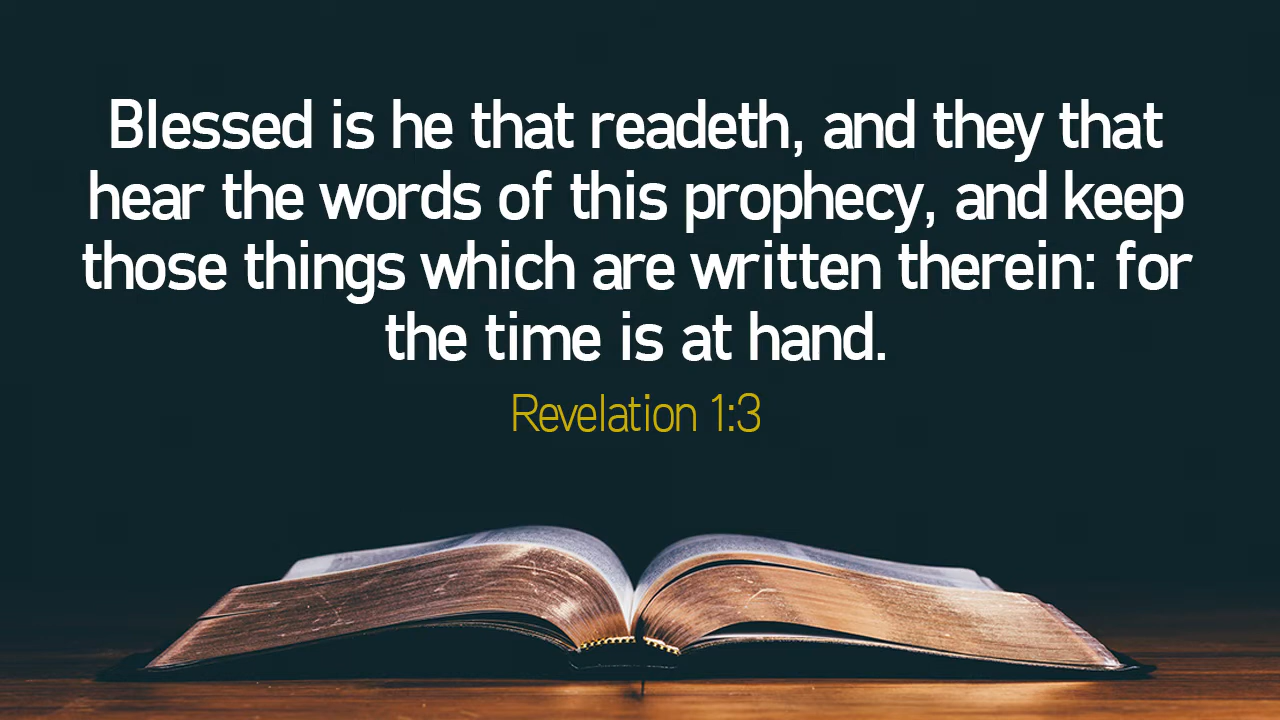 Blessed is he that readeth, and they that
hear the words of this prophecy, and keep
those things which are written therein: for
the time is at hand.
Revelation 1:3